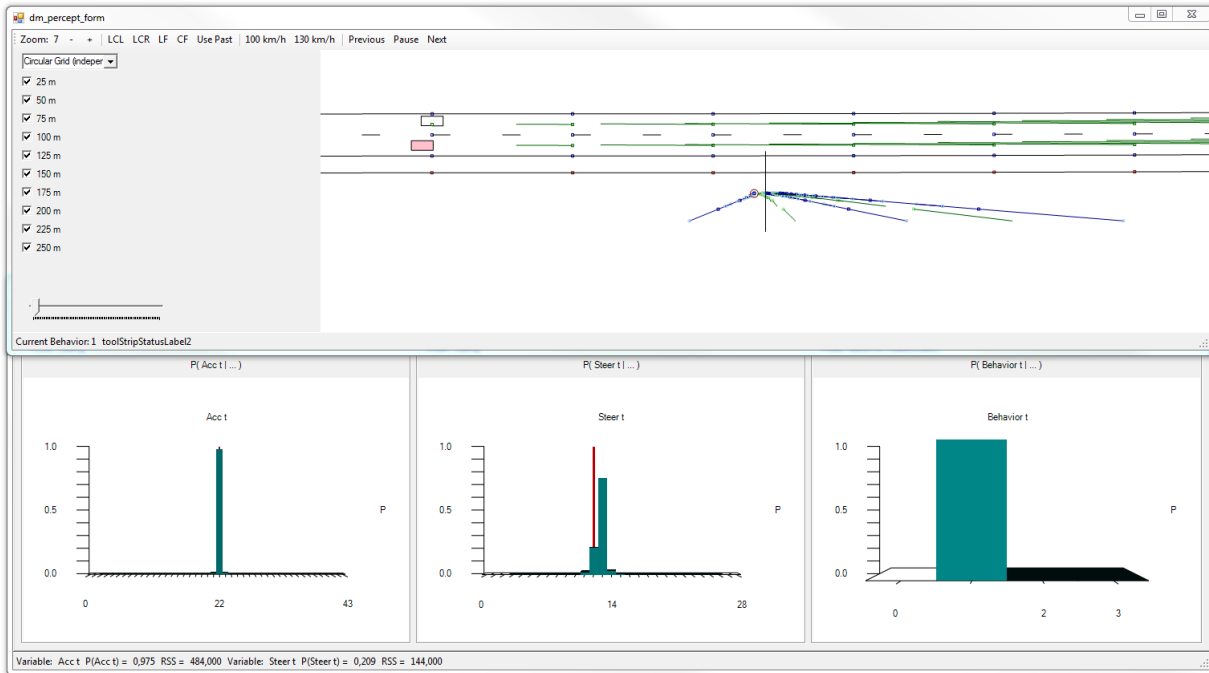 dm_percept_form
Zoom: 7 - + LCL LCR LF CF Use Past 100 km/h 130 km/h Previous Pause Next
Circular Grid (indeper
25 m
50 m
75 m
100 m
125 m
150 m
175 m
200 m
225 m
250 m
Current Behavior: 1 toolStripStatusLabel2
P( Acc t | ... ) P( Steer t | ... ) P( Behavior t | ... )
Acc t Steer t Behavior t
1.0 1.0 1.0
0.5 P 0.5 P 0.5 P
0.0 0.0 0.0
0 22 43 0 14 28 0 2 3
Variable: Acc t P(Acc t) = 0,975 RSS = 484,000 Variable: Steer t P(Steer t) = 0,209 RSS = 144,000